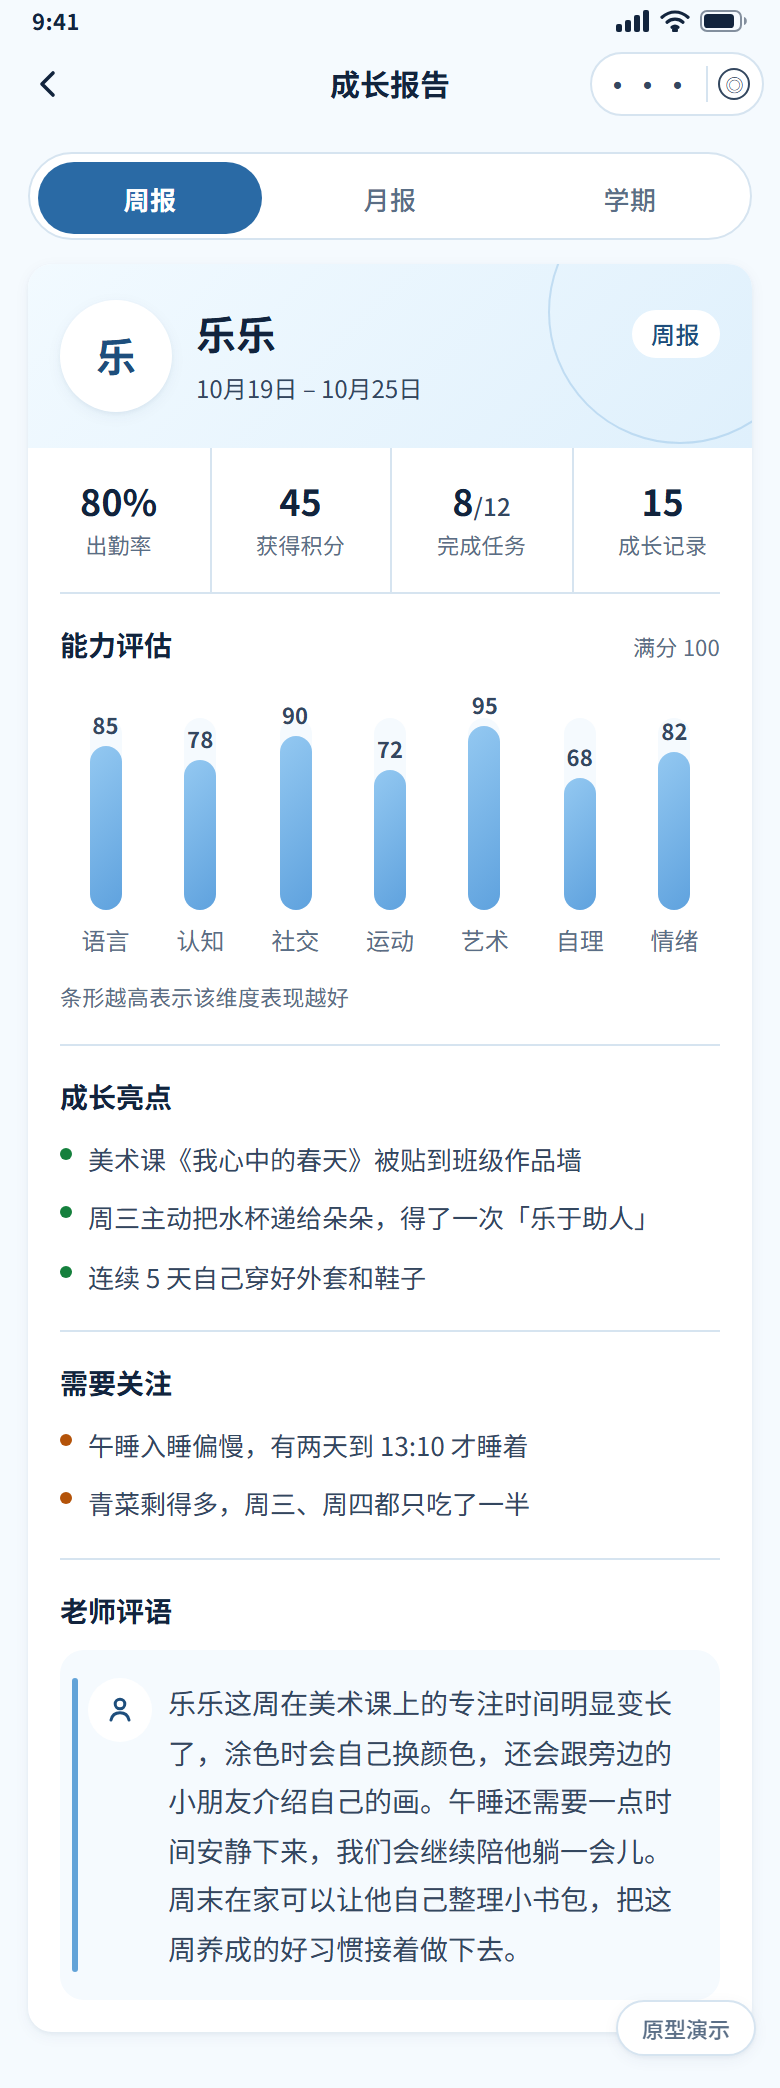 9:41
成长报告
周报
月报
学期
乐
乐乐
10月19日 – 10月25日
周报
80%
出勤率
45
获得积分
8/12
完成任务
15
成长记录
能力评估
满分 100
85
78
90
72
95
68
82
语言
认知
社交
运动
艺术
自理
情绪
条形越高表示该维度表现越好
成长亮点
美术课《我心中的春天》被贴到班级作品墙
周三主动把水杯递给朵朵，得了一次「乐于助人」
连续 5 天自己穿好外套和鞋子
需要关注
午睡入睡偏慢，有两天到 13:10 才睡着
青菜剩得多，周三、周四都只吃了一半
老师评语
乐乐这周在美术课上的专注时间明显变长
了，涂色时会自己换颜色，还会跟旁边的
小朋友介绍自己的画。午睡还需要一点时
间安静下来，我们会继续陪他躺一会儿。
周末在家可以让他自己整理小书包，把这
周养成的好习惯接着做下去。
原型演示